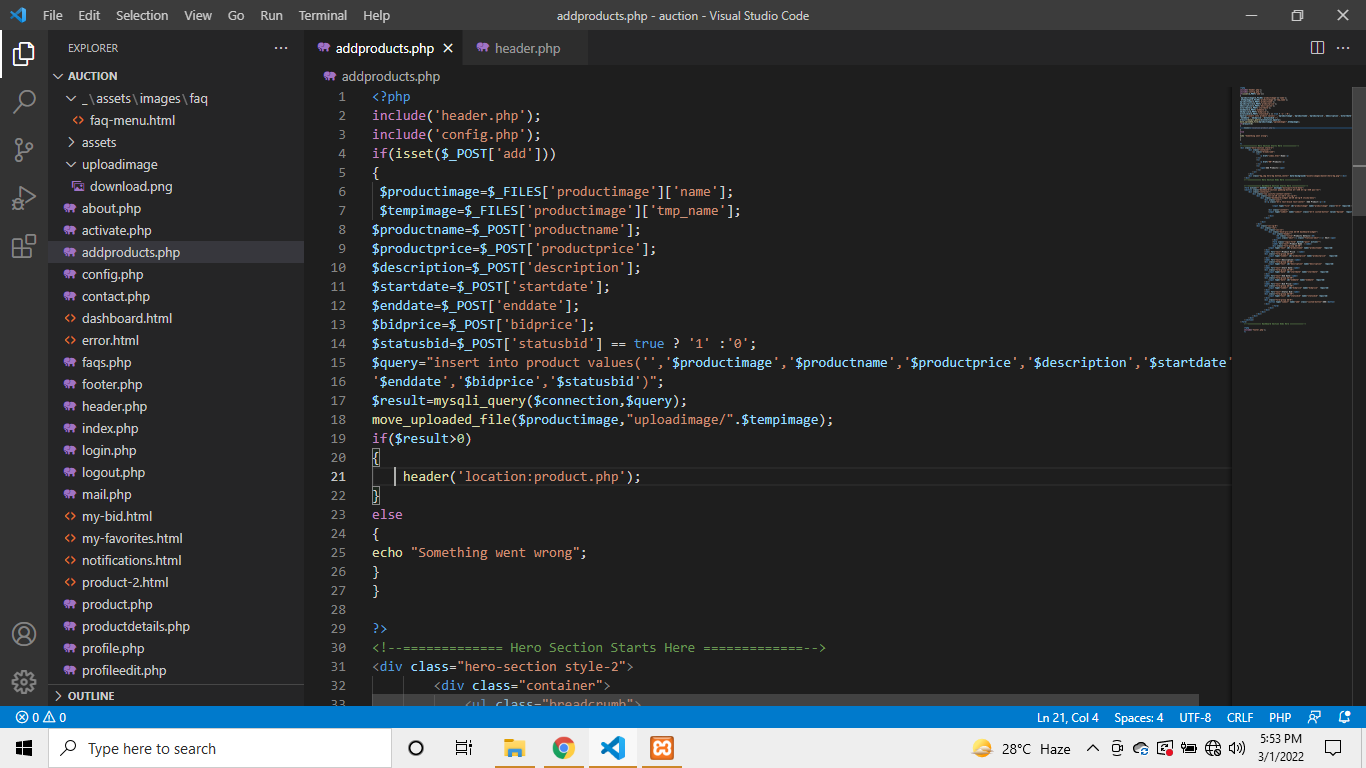 File Edit Selection View Go Run Terminal Help
addproducts.php - auction - Visual Studio Code
EXPLORER
AUCTION
_\assets\images\faq
faq-menu.html
assets
uploadimage
download.png
about.php
activate.php
addproducts.php
config.php
contact.php
dashboard.html
error.html
faqs.php
footer.php
header.php
index.php
login.php
logout.php
mail.php
my-bid.html
my-favorites.html
notifications.html
product-2.html
product.php
productdetails.php
profile.php
profileedit.php
OUTLINE
addproducts.php header.php
addproducts.php
1 <?php
2 include('header.php');
3 include('config.php');
4 if(isset($_POST['add']))
5 {
6 $productimage=$_FILES['productimage']['name'];
7 $tempimage=$_FILES['productimage']['tmp_name'];
8 $productname=$_POST['productname'];
9 $productprice=$_POST['productprice'];
10 $description=$_POST['description'];
11 $startdate=$_POST['startdate'];
12 $enddate=$_POST['enddate'];
13 $bidprice=$_POST['bidprice'];
14 $statusbid=$_POST['statusbid'] == true ? '1' :'0';
15 $query="insert into product values('','$productimage','$productname','$productprice','$description','$startdate'
16 '$enddate','$bidprice','$statusbid')";
17 $result=mysqli_query($connection,$query);
18 move_uploaded_file($productimage,"uploadimage/".$tempimage);
19 if($result>0)
20 {
21 header('location:product.php');
22 }
23 else
24 {
25 echo "Something went wrong";
26 }
27 }
28
29 ?>
30 <!--============= Hero Section Starts Here =============-->
31 <div class="hero-section style-2">
32 <div class="container">
33 <ul class="breadcrumb">
0 0
Ln 21, Col 4 Spaces: 4 UTF-8 CRLF PHP
Type here to search
28°C Haze
5:53 PM
3/1/2022